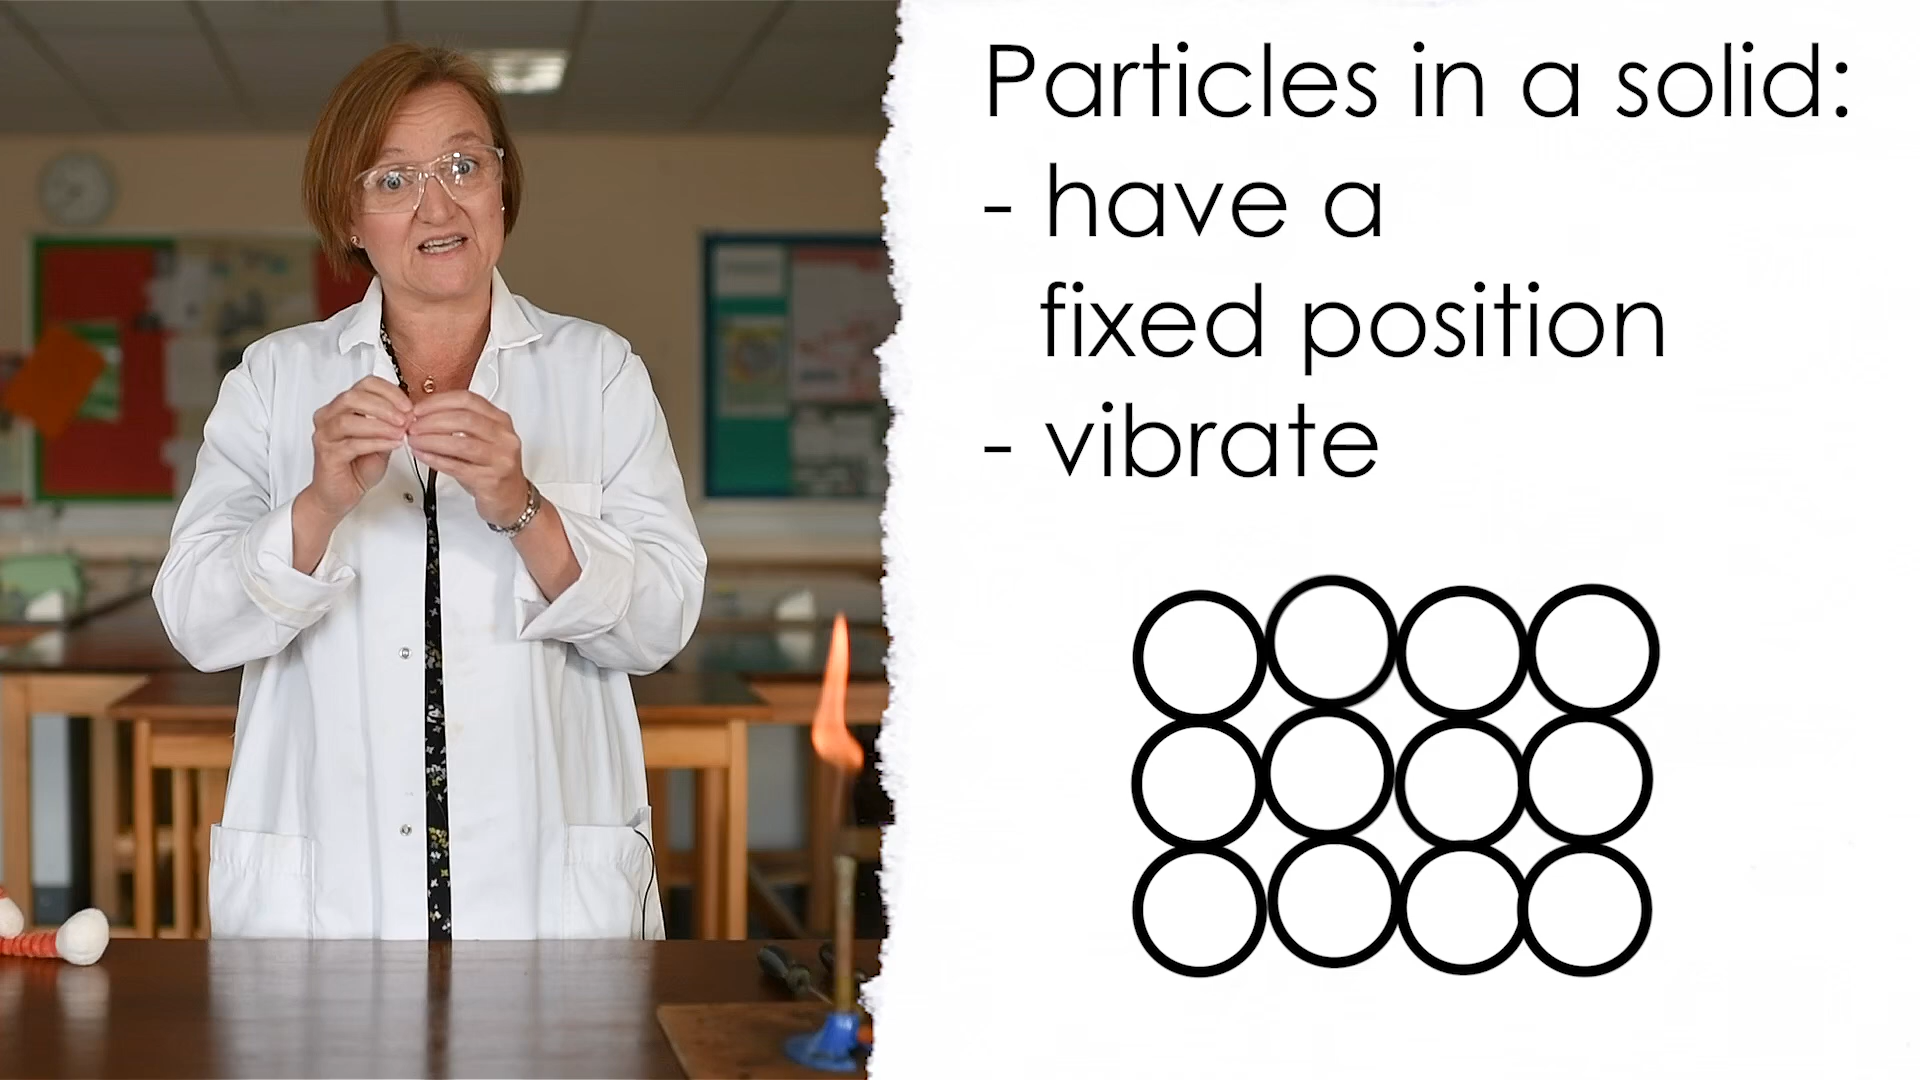 Particles in a solid:
- have a
fixed position
- vibrate